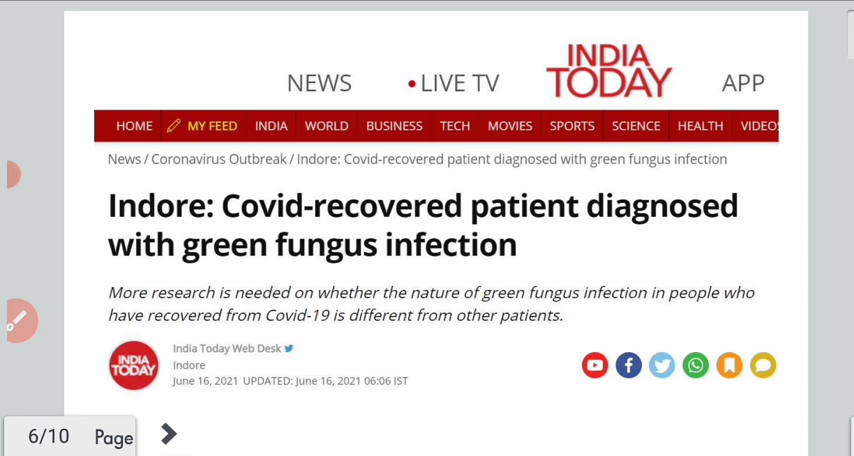 INDIA
TODAY
NEWS LIVE TV APP
HOME MY FEED INDIA WORLD BUSINESS TECH MOVIES SPORTS SCIENCE HEALTH VIDEOS
News / Coronavirus Outbreak / Indore: Covid-recovered patient diagnosed with green fungus infection
Indore: Covid-recovered patient diagnosed
with green fungus infection
More research is needed on whether the nature of green fungus infection in people who
have recovered from Covid-19 is different from other patients.
INDIA
TODAY
India Today Web Desk
Indore
June 16, 2021 UPDATED: June 16, 2021 06:06 IST
6/10 Page